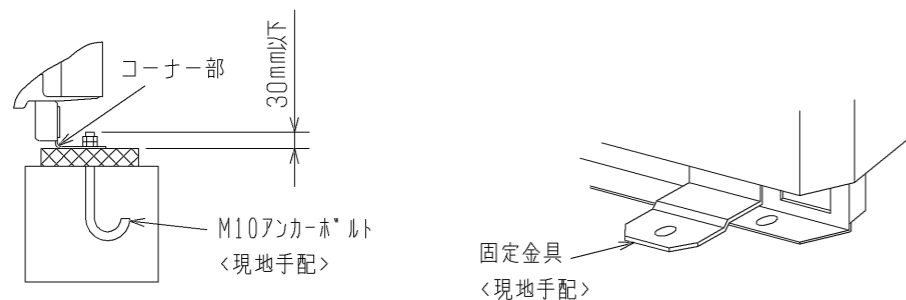 コーナー部
30mm以下
M10アンカーボルト
<現地手配>
固定金具
<現地手配>